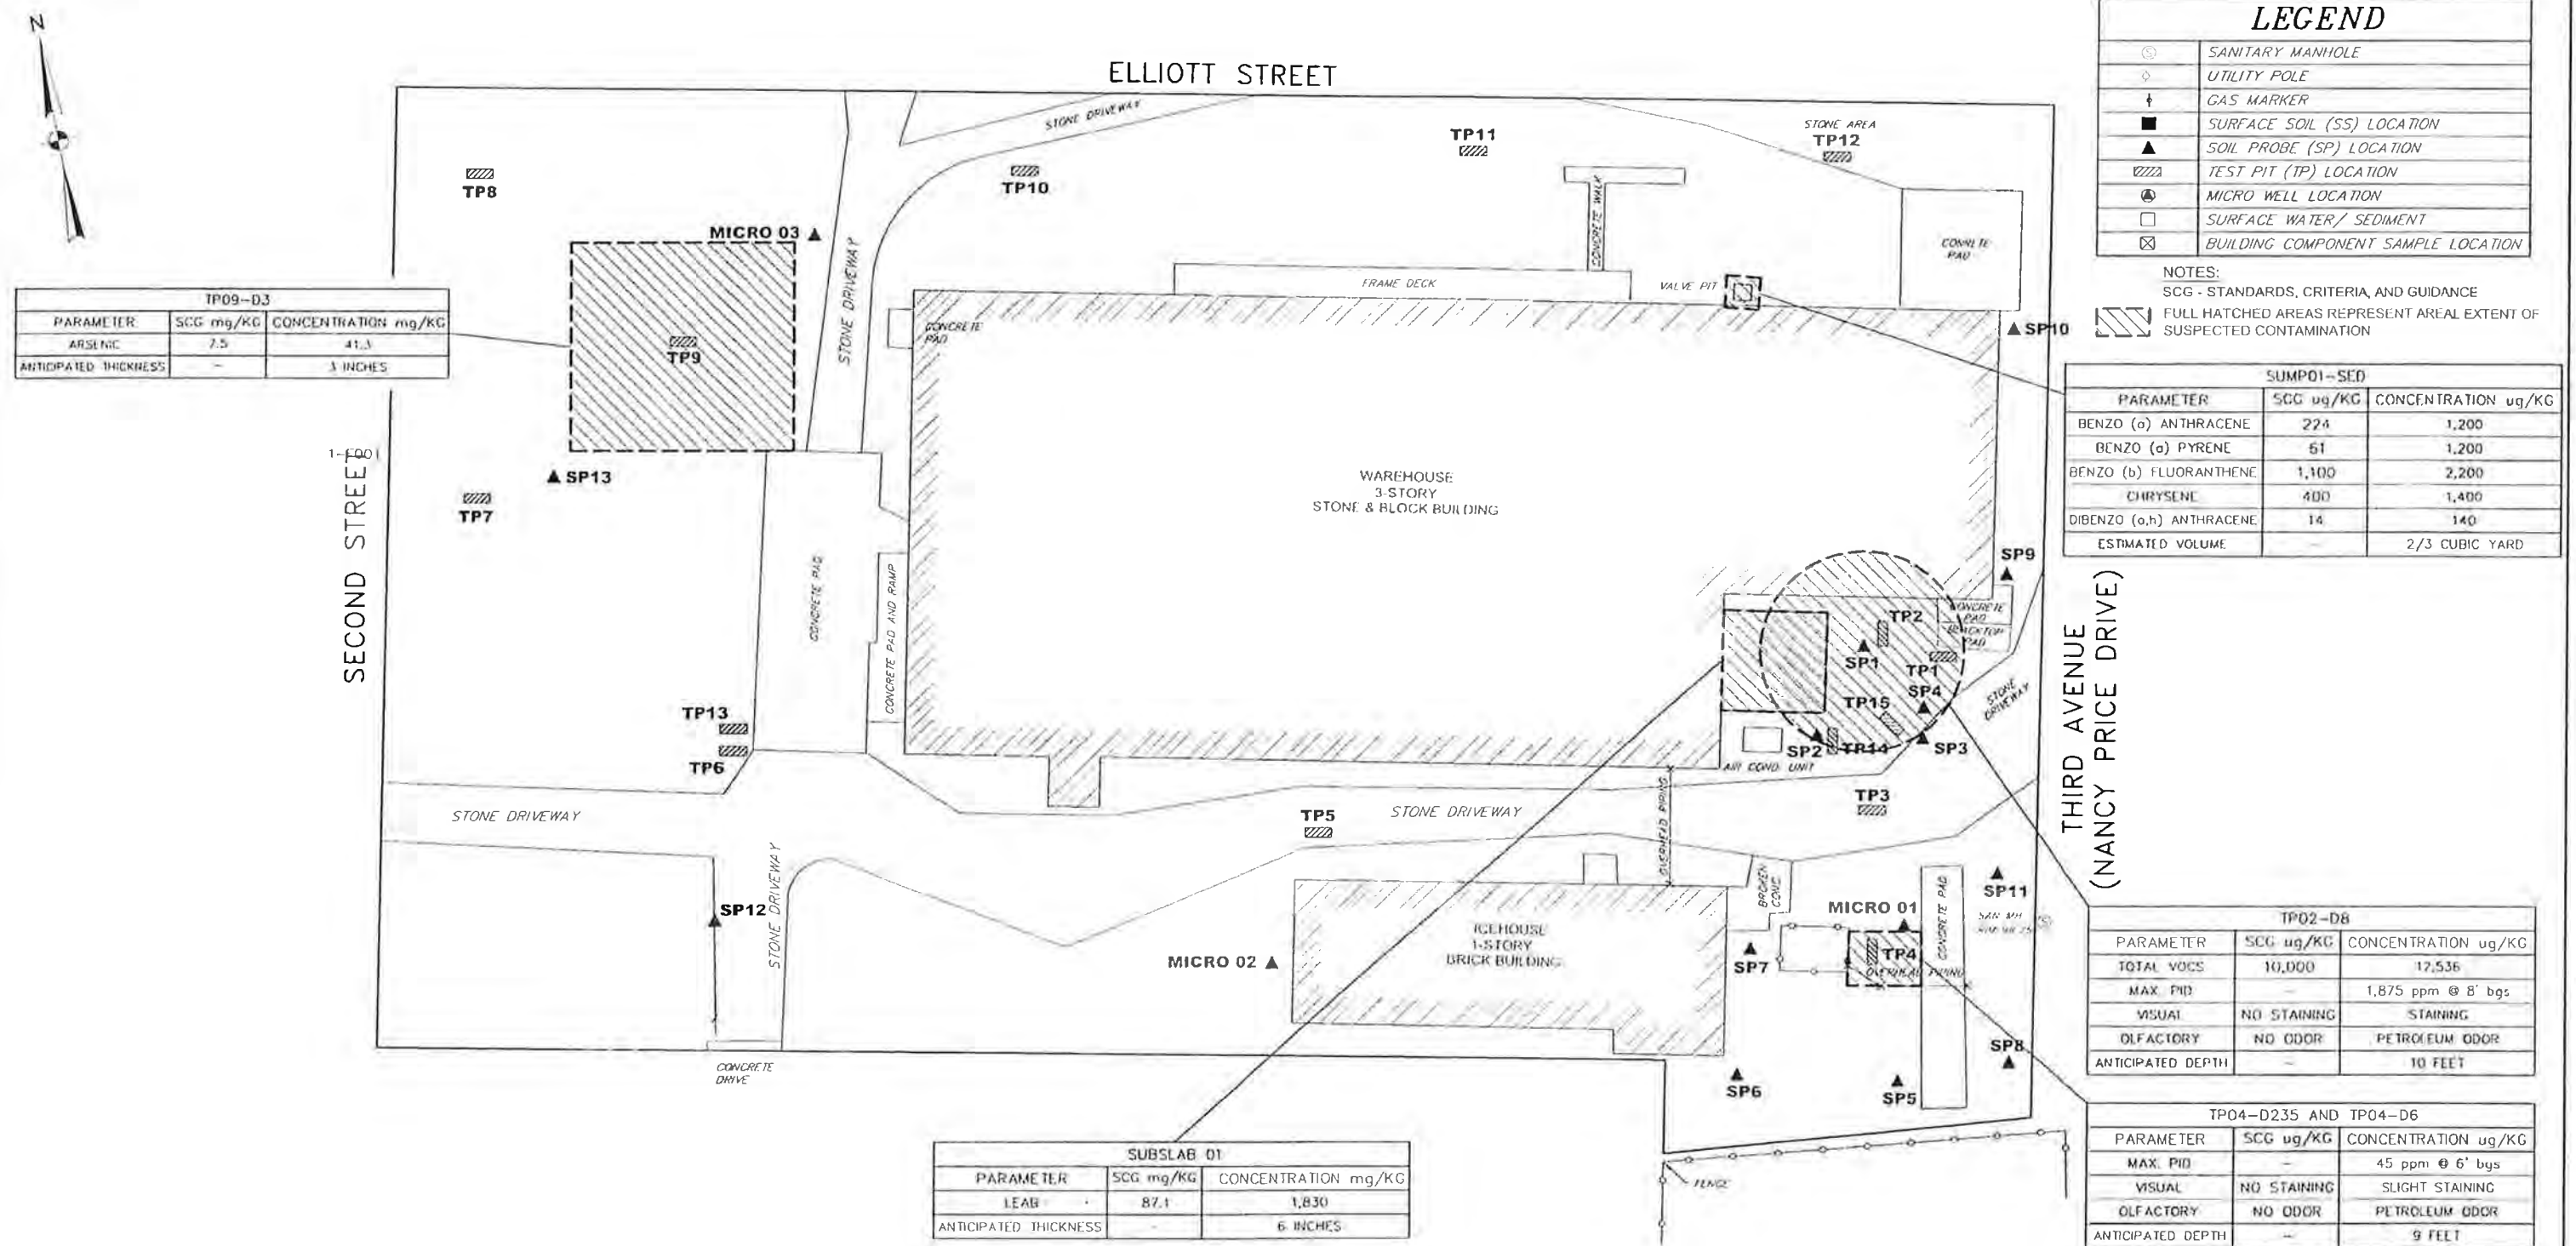 N
ELLIOTT STREET
LEGEND
SANITARY MANHOLE
UTILITY POLE
GAS MARKER
SURFACE SOIL (SS) LOCATION
SOIL PROBE (SP) LOCATION
TEST PIT (TP) LOCATION
MICRO WELL LOCATION
SURFACE WATER/ SEDIMENT
BUILDING COMPONENT SAMPLE LOCATION
NOTES:
SCG - STANDARDS, CRITERIA, AND GUIDANCE
FULL HATCHED AREAS REPRESENT AREAL EXTENT OF
SUSPECTED CONTAMINATION
STONE DRIVEWAY
TP11
STONE AREA
TP12
TP8
TP10
MICRO 03
STONE DRIVEWAY
CONCRETE WALK
CONRETE
PAD
FRAME DECK
VALVE PIT
CONCRETE
PAD
SP10
TP09-D3
PARAMETER SCG mg/KG CONCENTRATION mg/KG
ARSENIC 7.5 41.3
ANTICIPATED THICKNESS - 3 INCHES
TP9
SUMP01-SED
PARAMETER SCG ug/KG CONCENTRATION ug/KG
BENZO (a) ANTHRACENE 224 1,200
BENZO (a) PYRENE 61 1,200
BENZO (b) FLUORANTHENE 1,100 2,200
CHRYSENE 400 1,400
DIBENZO (a,h) ANTHRACENE 14 140
ESTIMATED VOLUME - 2/3 CUBIC YARD
SECOND STREET
SP13
TP7
WAREHOUSE
3-STORY
STONE & BLOCK BUILDING
CONCRETE PAD
CONCRETE PAD AND RAMP
SP9
CONCRETE
PAD
BLACKTOP
PAD
TP2
SP1
TP1
SP4
TP15
STONE
DRIVEWAY
SP2
TP14
SP3
AIR COND. UNIT
THIRD AVENUE
(NANCY PRICE DRIVE)
TP13
TP6
STONE DRIVEWAY
TP5
STONE DRIVEWAY
OVERHEAD PIPING
TP3
STONE DRIVEWAY
SP12
BROKEN
CONC
CONCRETE PAD
SP11
SAN MH
MICRO 01
TP4
OVERHEAD PIPING
SP7
MICRO 02
ICEHOUSE
1-STORY
BRICK BUILDING
TP02-D8
PARAMETER SCG ug/KG CONCENTRATION ug/KG
TOTAL VOCS 10,000 17,536
MAX. PID - 1,875 ppm @ 8' bgs
VISUAL NO STAINING STAINING
OLFACTORY NO ODOR PETROLEUM ODOR
ANTICIPATED DEPTH - 10 FEET
CONCRETE
DRIVE
SP8
SP6
SP5
FENCE
SUBSLAB 01
PARAMETER SCG mg/KG CONCENTRATION mg/KG
LEAD 87.1 1,830
ANTICIPATED THICKNESS - 6 INCHES
TP04-D235 AND TP04-D6
PARAMETER SCG ug/KG CONCENTRATION ug/KG
MAX. PID - 45 ppm @ 6' bgs
VISUAL NO STAINING SLIGHT STAINING
OLFACTORY NO ODOR PETROLEUM ODOR
ANTICIPATED DEPTH - 9 FEET